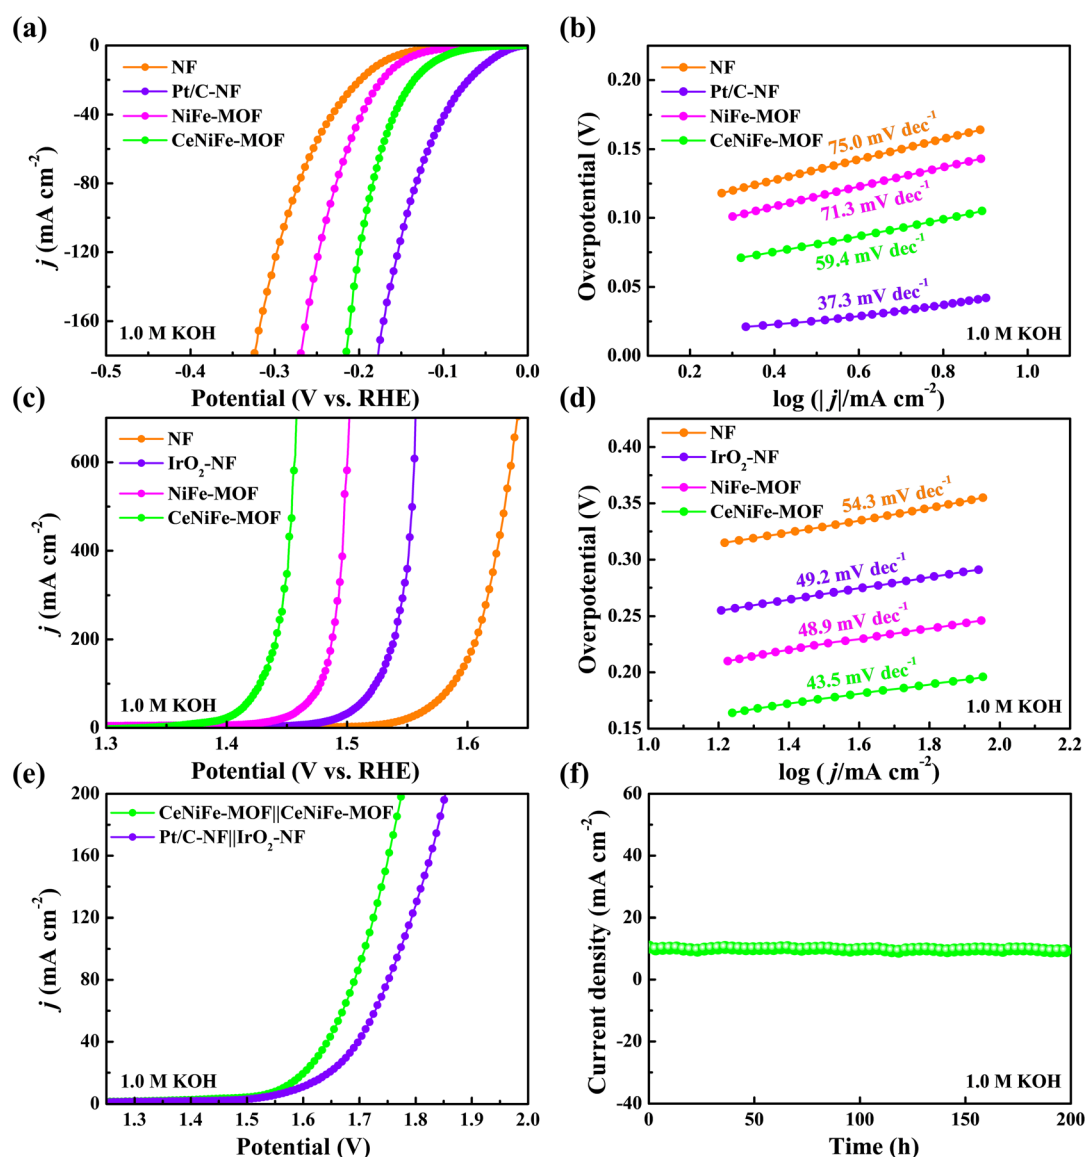 (a)
0
-40
-80
-120
-160
j (mA cm⁻²)
NF
Pt/C-NF
NiFe-MOF
CeNiFe-MOF
1.0 M KOH
-0.5 -0.4 -0.3 -0.2 -0.1 0.0
Potential (V vs. RHE)
(b)
0.20
0.15
0.10
0.05
0.00
Overpotential (V)
NF
Pt/C-NF
NiFe-MOF
CeNiFe-MOF
75.0 mV dec⁻¹
71.3 mV dec⁻¹
59.4 mV dec⁻¹
37.3 mV dec⁻¹
1.0 M KOH
0.2 0.4 0.6 0.8 1.0
log (|j|/mA cm⁻²)
(c)
600
400
200
0
j (mA cm⁻²)
NF
IrO₂-NF
NiFe-MOF
CeNiFe-MOF
1.0 M KOH
1.3 1.4 1.5 1.6
Potential (V vs. RHE)
(d)
0.40
0.35
0.30
0.25
0.20
0.15
Overpotential (V)
NF
IrO₂-NF
NiFe-MOF
CeNiFe-MOF
54.3 mV dec⁻¹
49.2 mV dec⁻¹
48.9 mV dec⁻¹
43.5 mV dec⁻¹
1.0 M KOH
1.0 1.2 1.4 1.6 1.8 2.0 2.2
log (j/mA cm⁻²)
(e)
200
160
120
80
40
0
j (mA cm⁻²)
CeNiFe-MOF||CeNiFe-MOF
Pt/C-NF||IrO₂-NF
1.0 M KOH
1.3 1.4 1.5 1.6 1.7 1.8 1.9 2.0
Potential (V)
(f)
60
40
20
0
-20
-40
Current density (mA cm⁻²)
1.0 M KOH
0 50 100 150 200
Time (h)